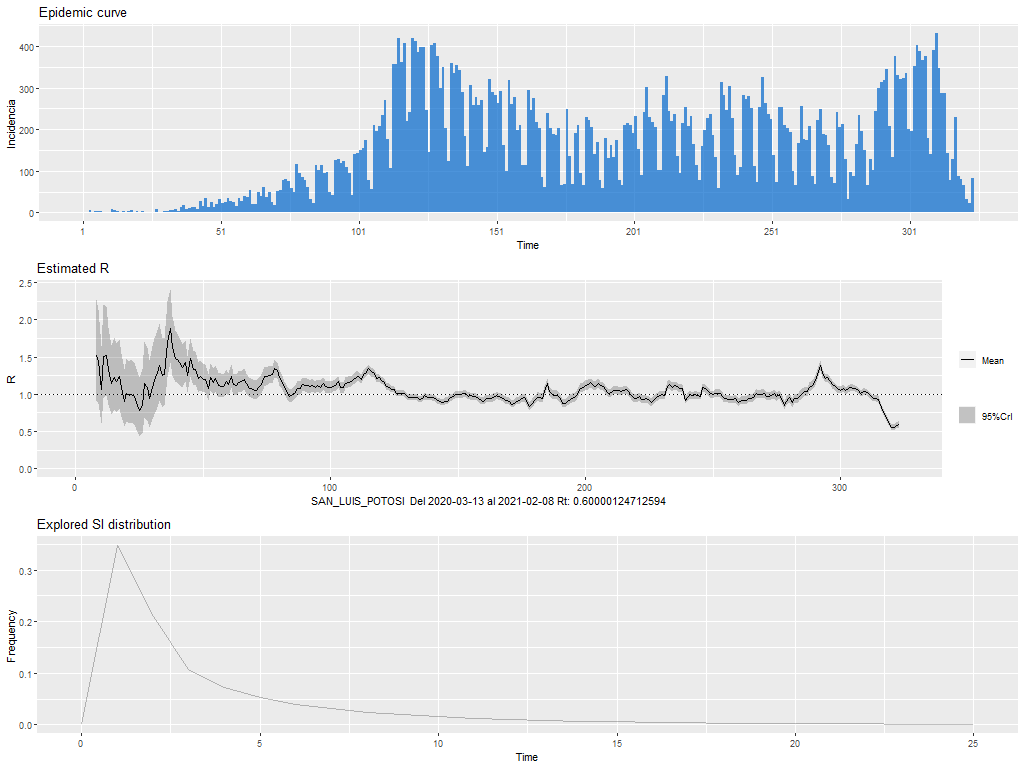 Epidemic curve
Incidencia
400
300
200
100
0
1 51 101 151 201 251 301
Time
Estimated R
R
2.5
2.0
1.5
1.0
0.5
0.0
Mean
95%CrI
0 100 200 300
SAN_LUIS_POTOSI Del 2020-03-13 al 2021-02-08 Rt: 0.60000124712594
Explored SI distribution
Frequency
0.3
0.2
0.1
0.0
0 5 10 15 20 25
Time